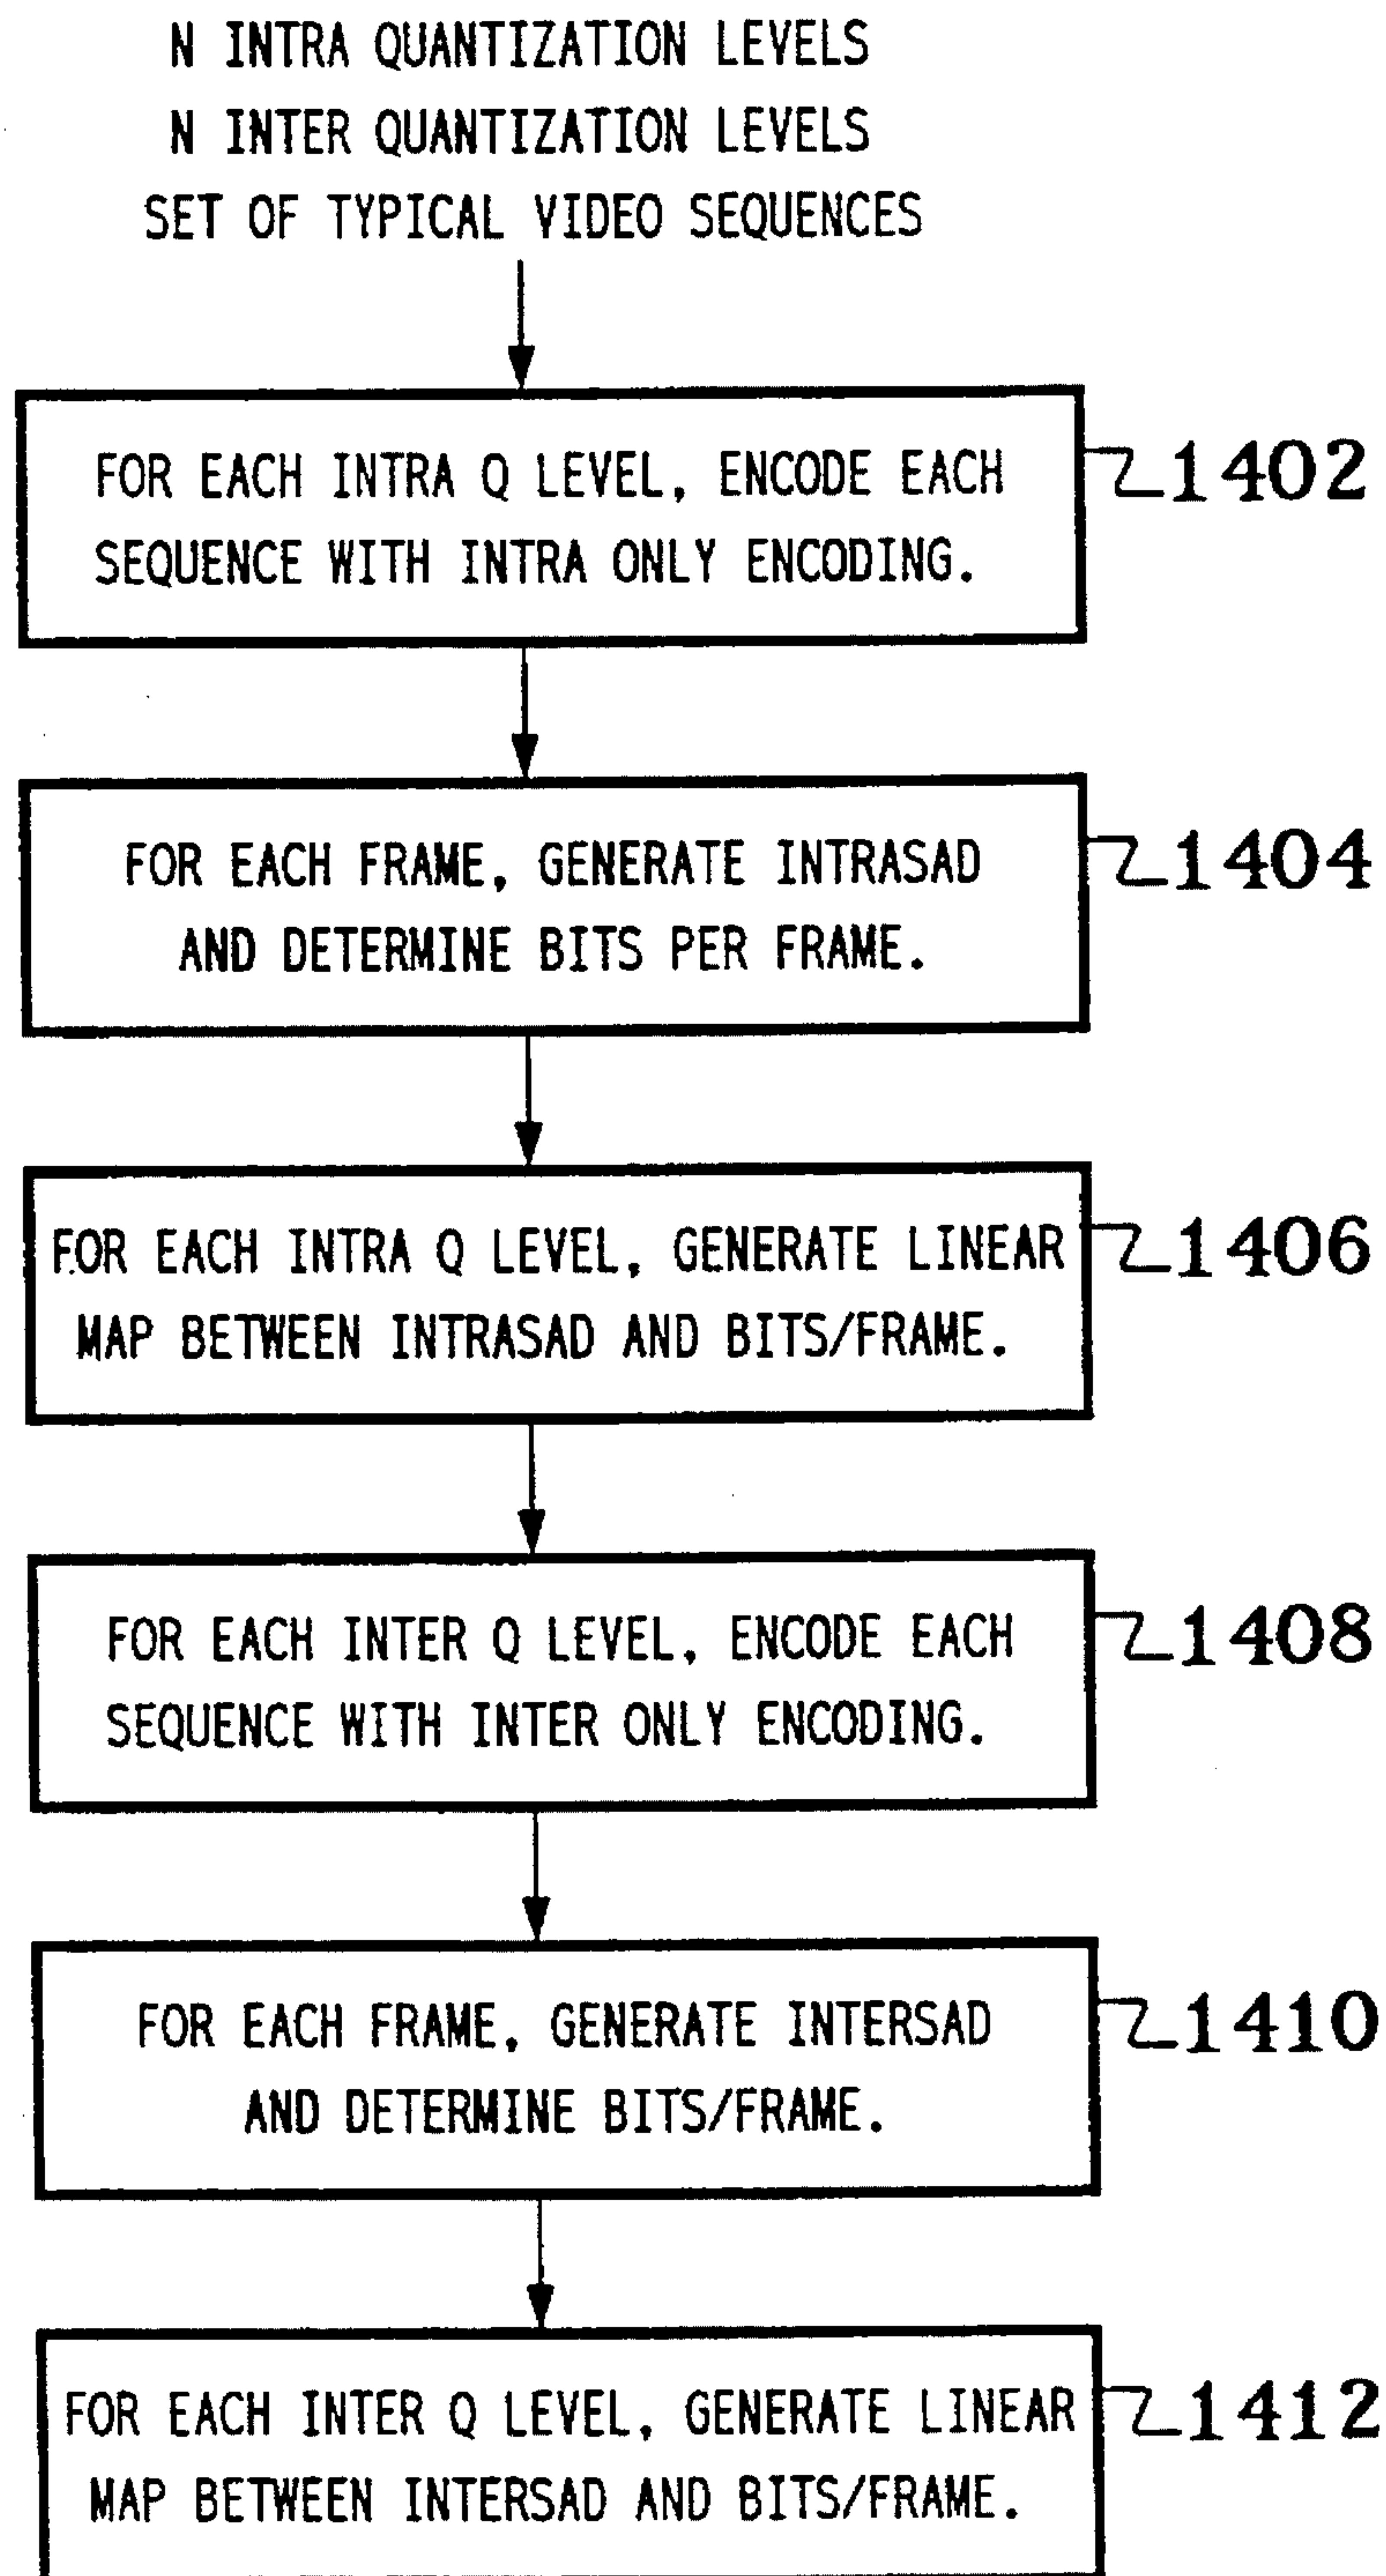 N INTRA QUANTIZATION LEVELS
N INTER QUANTIZATION LEVELS
SET OF TYPICAL VIDEO SEQUENCES
FOR EACH INTRA Q LEVEL, ENCODE EACH
SEQUENCE WITH INTRA ONLY ENCODING.
1402
FOR EACH FRAME, GENERATE INTRASAD
AND DETERMINE BITS PER FRAME.
1404
FOR EACH INTRA Q LEVEL, GENERATE LINEAR
MAP BETWEEN INTRASAD AND BITS/FRAME.
1406
FOR EACH INTER Q LEVEL, ENCODE EACH
SEQUENCE WITH INTER ONLY ENCODING.
1408
FOR EACH FRAME, GENERATE INTERSAD
AND DETERMINE BITS/FRAME.
1410
FOR EACH INTER Q LEVEL, GENERATE LINEAR
MAP BETWEEN INTERSAD AND BITS/FRAME.
1412